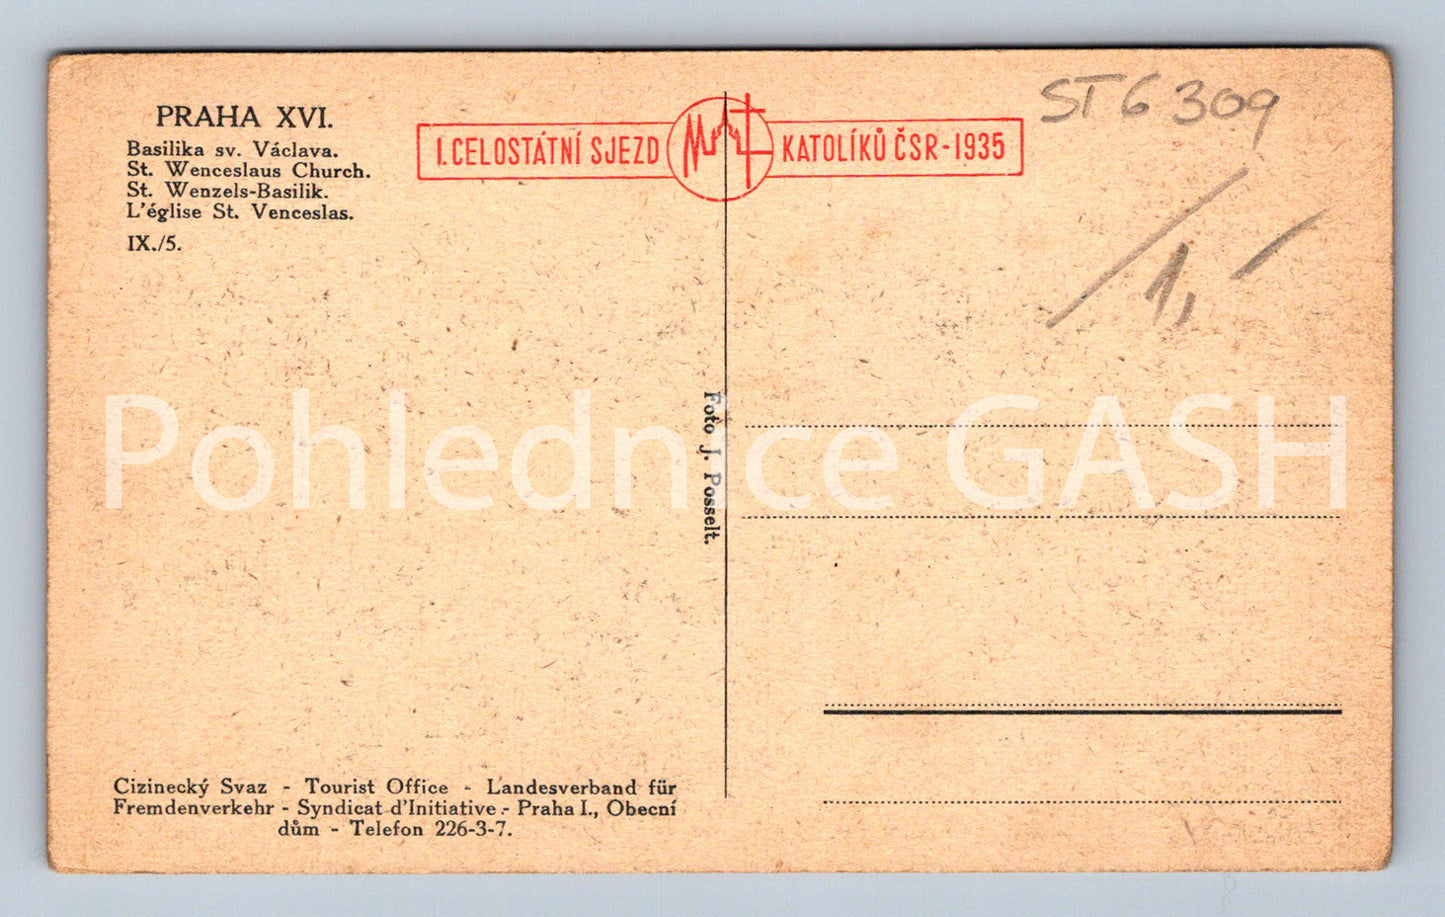 PRAHA XVI.
Basilika sv. Václava.
St. Wenceslaus Church.
St. Wenzels-Basilik.
L'église St. Venceslas.
IX./5.
I. CELOSTÁTNÍ SJEZD KATOLÍKŮ ČSR - 1935
ST6 309
/1,-
Foto J. Posselt.
Pohlednice GASH
Cizinecký Svaz - Tourist Office - Landesverband für
Fremdenverkehr - Syndicat d'Initiative - Praha I., Obecní
dům - Telefon 226-3-7.